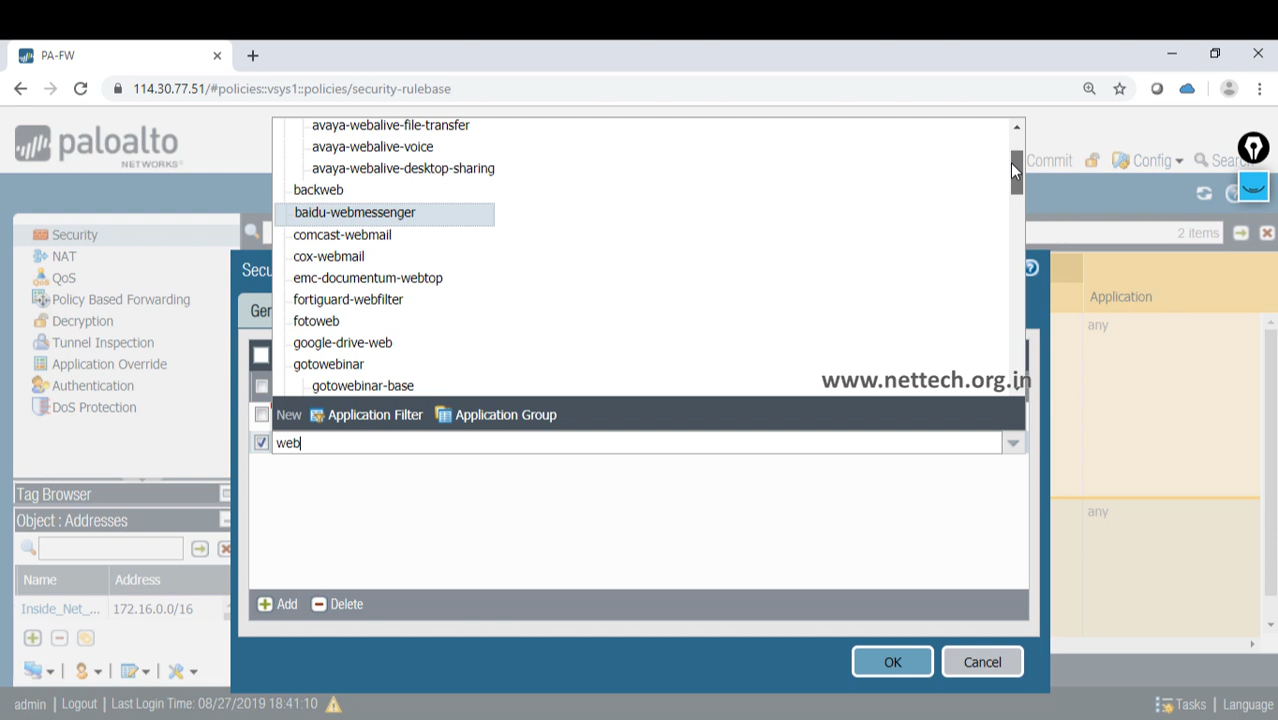 PA-FW
114.30.77.51/#policies::vsys1::policies/security-rulebase
paloalto
NETWORKS
Commit
Config
Search
avaya-webalive-file-transfer
avaya-webalive-voice
avaya-webalive-desktop-sharing
backweb
baidu-webmessenger
comcast-webmail
cox-webmail
emc-documentum-webtop
fortiguard-webfilter
fotoweb
google-drive-web
gotowebinar
gotowebinar-base
New
Application Filter
Application Group
web
Security
NAT
QoS
Policy Based Forwarding
Decryption
Tunnel Inspection
Application Override
Authentication
DoS Protection
2 items
Application
any
any
www.nettech.org.in
Tag Browser
Object : Addresses
Name
Address
Inside_Net_...
172.16.0.0/16
Add
Delete
OK
Cancel
admin | Logout | Last Login Time: 08/27/2019 18:41:10
Tasks | Language